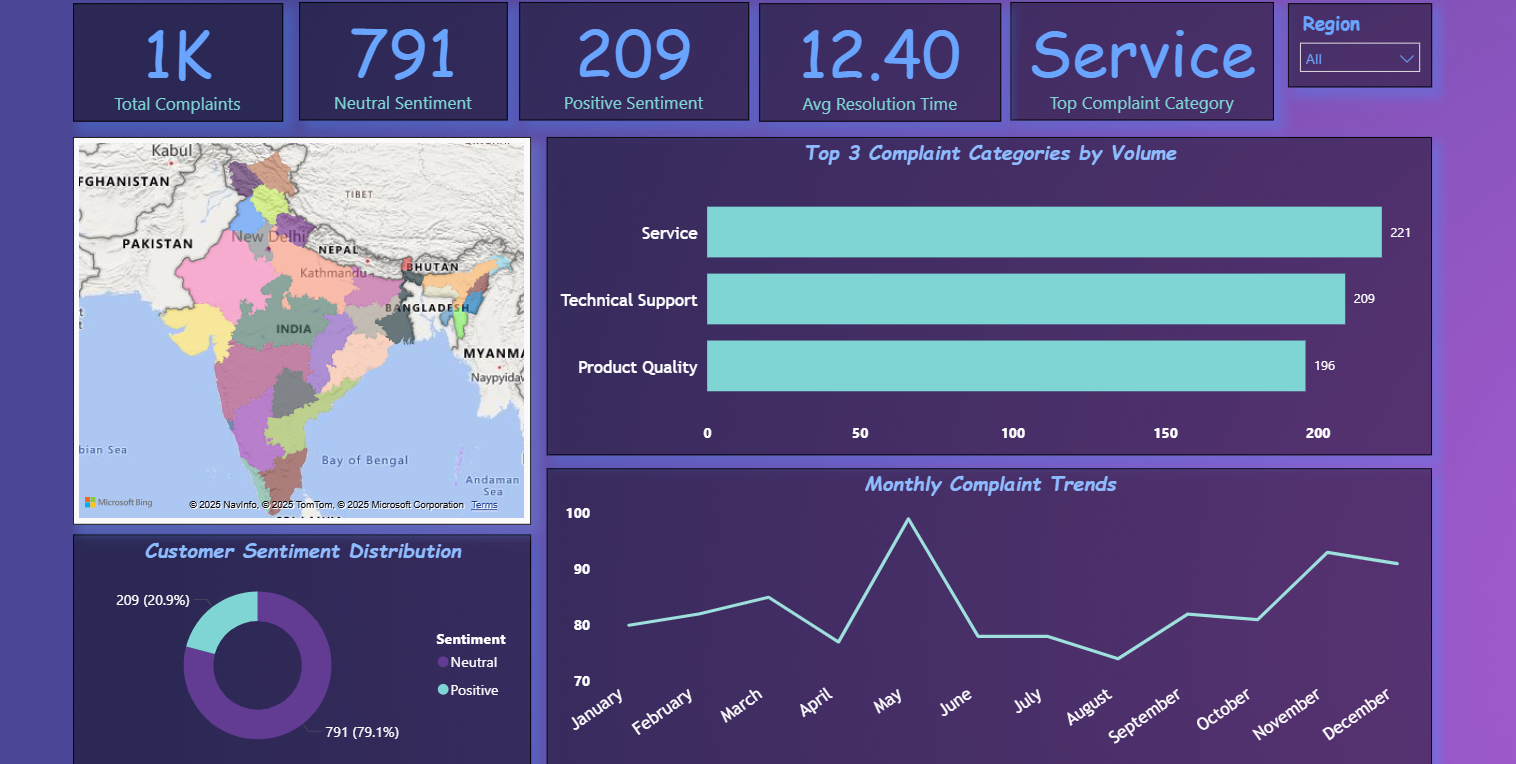 1K
Total Complaints
791
Neutral Sentiment
209
Positive Sentiment
12.40
Avg Resolution Time
Service
Top Complaint Category
Region
All
Kabul
FGHANISTAN
TIBET
PAKISTAN
New Delhi
NEPAL
Kathmandu
BHUTAN
BANGLADESH
INDIA
MYANMA
Naypyidaw
bian Sea
Bay of Bengal
Andaman
Sea
Microsoft Bing
© 2025 NavInfo, © 2025 TomTom, © 2025 Microsoft Corporation Terms
Top 3 Complaint Categories by Volume
Service
221
Technical Support
209
Product Quality
196
0 50 100 150 200
Customer Sentiment Distribution
209 (20.9%)
791 (79.1%)
Sentiment
Neutral
Positive
Monthly Complaint Trends
100
90
80
70
January February March April May June July August September October November December